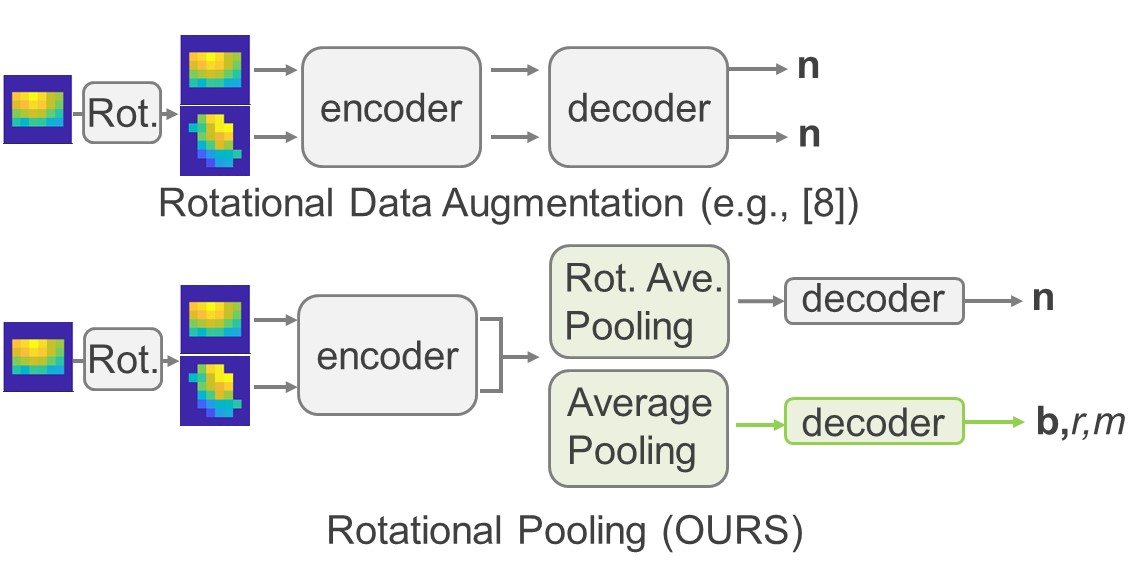 Rot.
encoder
decoder
n
n
Rotational Data Augmentation (e.g., [8])
Rot.
encoder
Rot. Ave.
Pooling
decoder
n
Average
Pooling
decoder
b,r,m
Rotational Pooling (OURS)